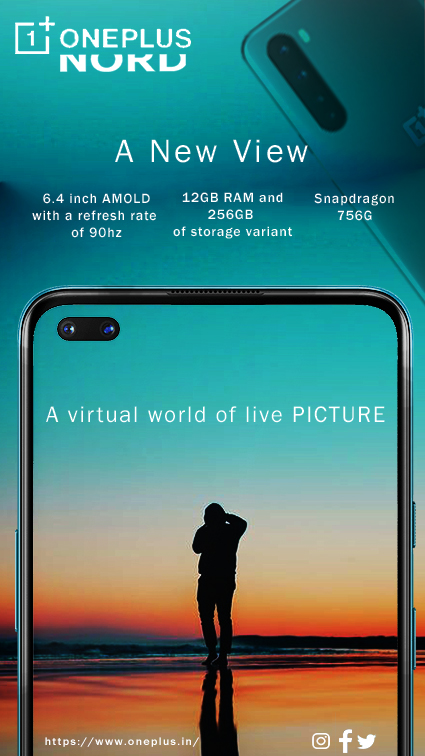 1+ ONEPLUS
NORD
A New View
6.4 inch AMOLD
with a refresh rate
of 90hz
12GB RAM and
256GB
of storage variant
Snapdragon
756G
A virtual world of live PICTURE
https://www.oneplus.in/